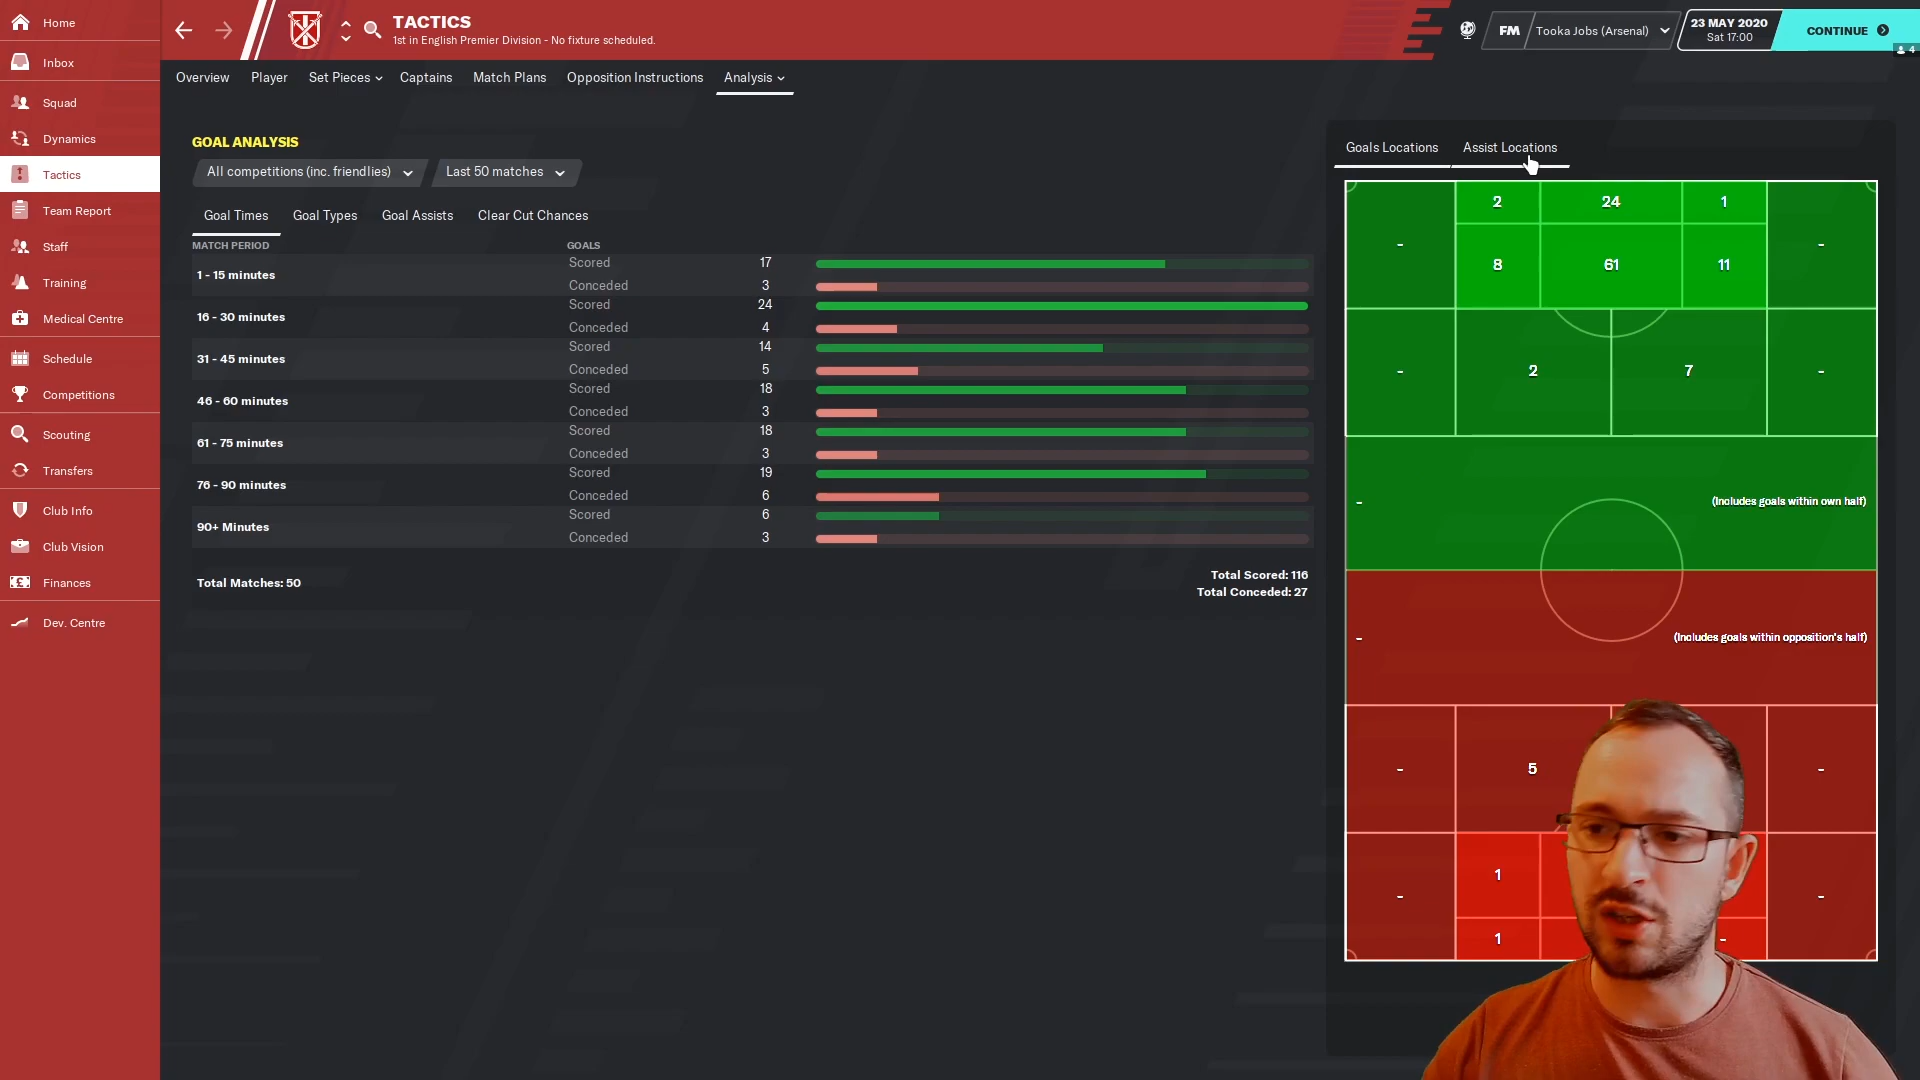 Home
Inbox
Squad
Dynamics
Tactics
Team Report
Staff
Training
Medical Centre
Schedule
Competitions
Scouting
Transfers
Club Info
Club Vision
Finances
Dev. Centre
TACTICS
1st in English Premier Division - No fixture scheduled.
FM
Tooka Jobs (Arsenal)
23 MAY 2020
Sat 17:00
CONTINUE
4
Overview Player Set Pieces Captains Match Plans Opposition Instructions Analysis
GOAL ANALYSIS
All competitions (inc. friendlies) Last 50 matches
Goal Times Goal Types Goal Assists Clear Cut Chances
MATCH PERIOD GOALS
1 - 15 minutes
Scored 17
Conceded 3
16 - 30 minutes
Scored 24
Conceded 4
31 - 45 minutes
Scored 14
Conceded 5
46 - 60 minutes
Scored 18
Conceded 3
61 - 75 minutes
Scored 18
Conceded 3
76 - 90 minutes
Scored 19
Conceded 6
90+ Minutes
Scored 6
Conceded 3
Total Matches: 50
Total Scored: 116
Total Conceded: 27
Goals Locations Assist Locations
2 24 1
- -
8 61 11
- 2 7 -
- (Includes goals within own half)
- (Includes goals within opposition's half)
- 5 -
1
- -
1 -